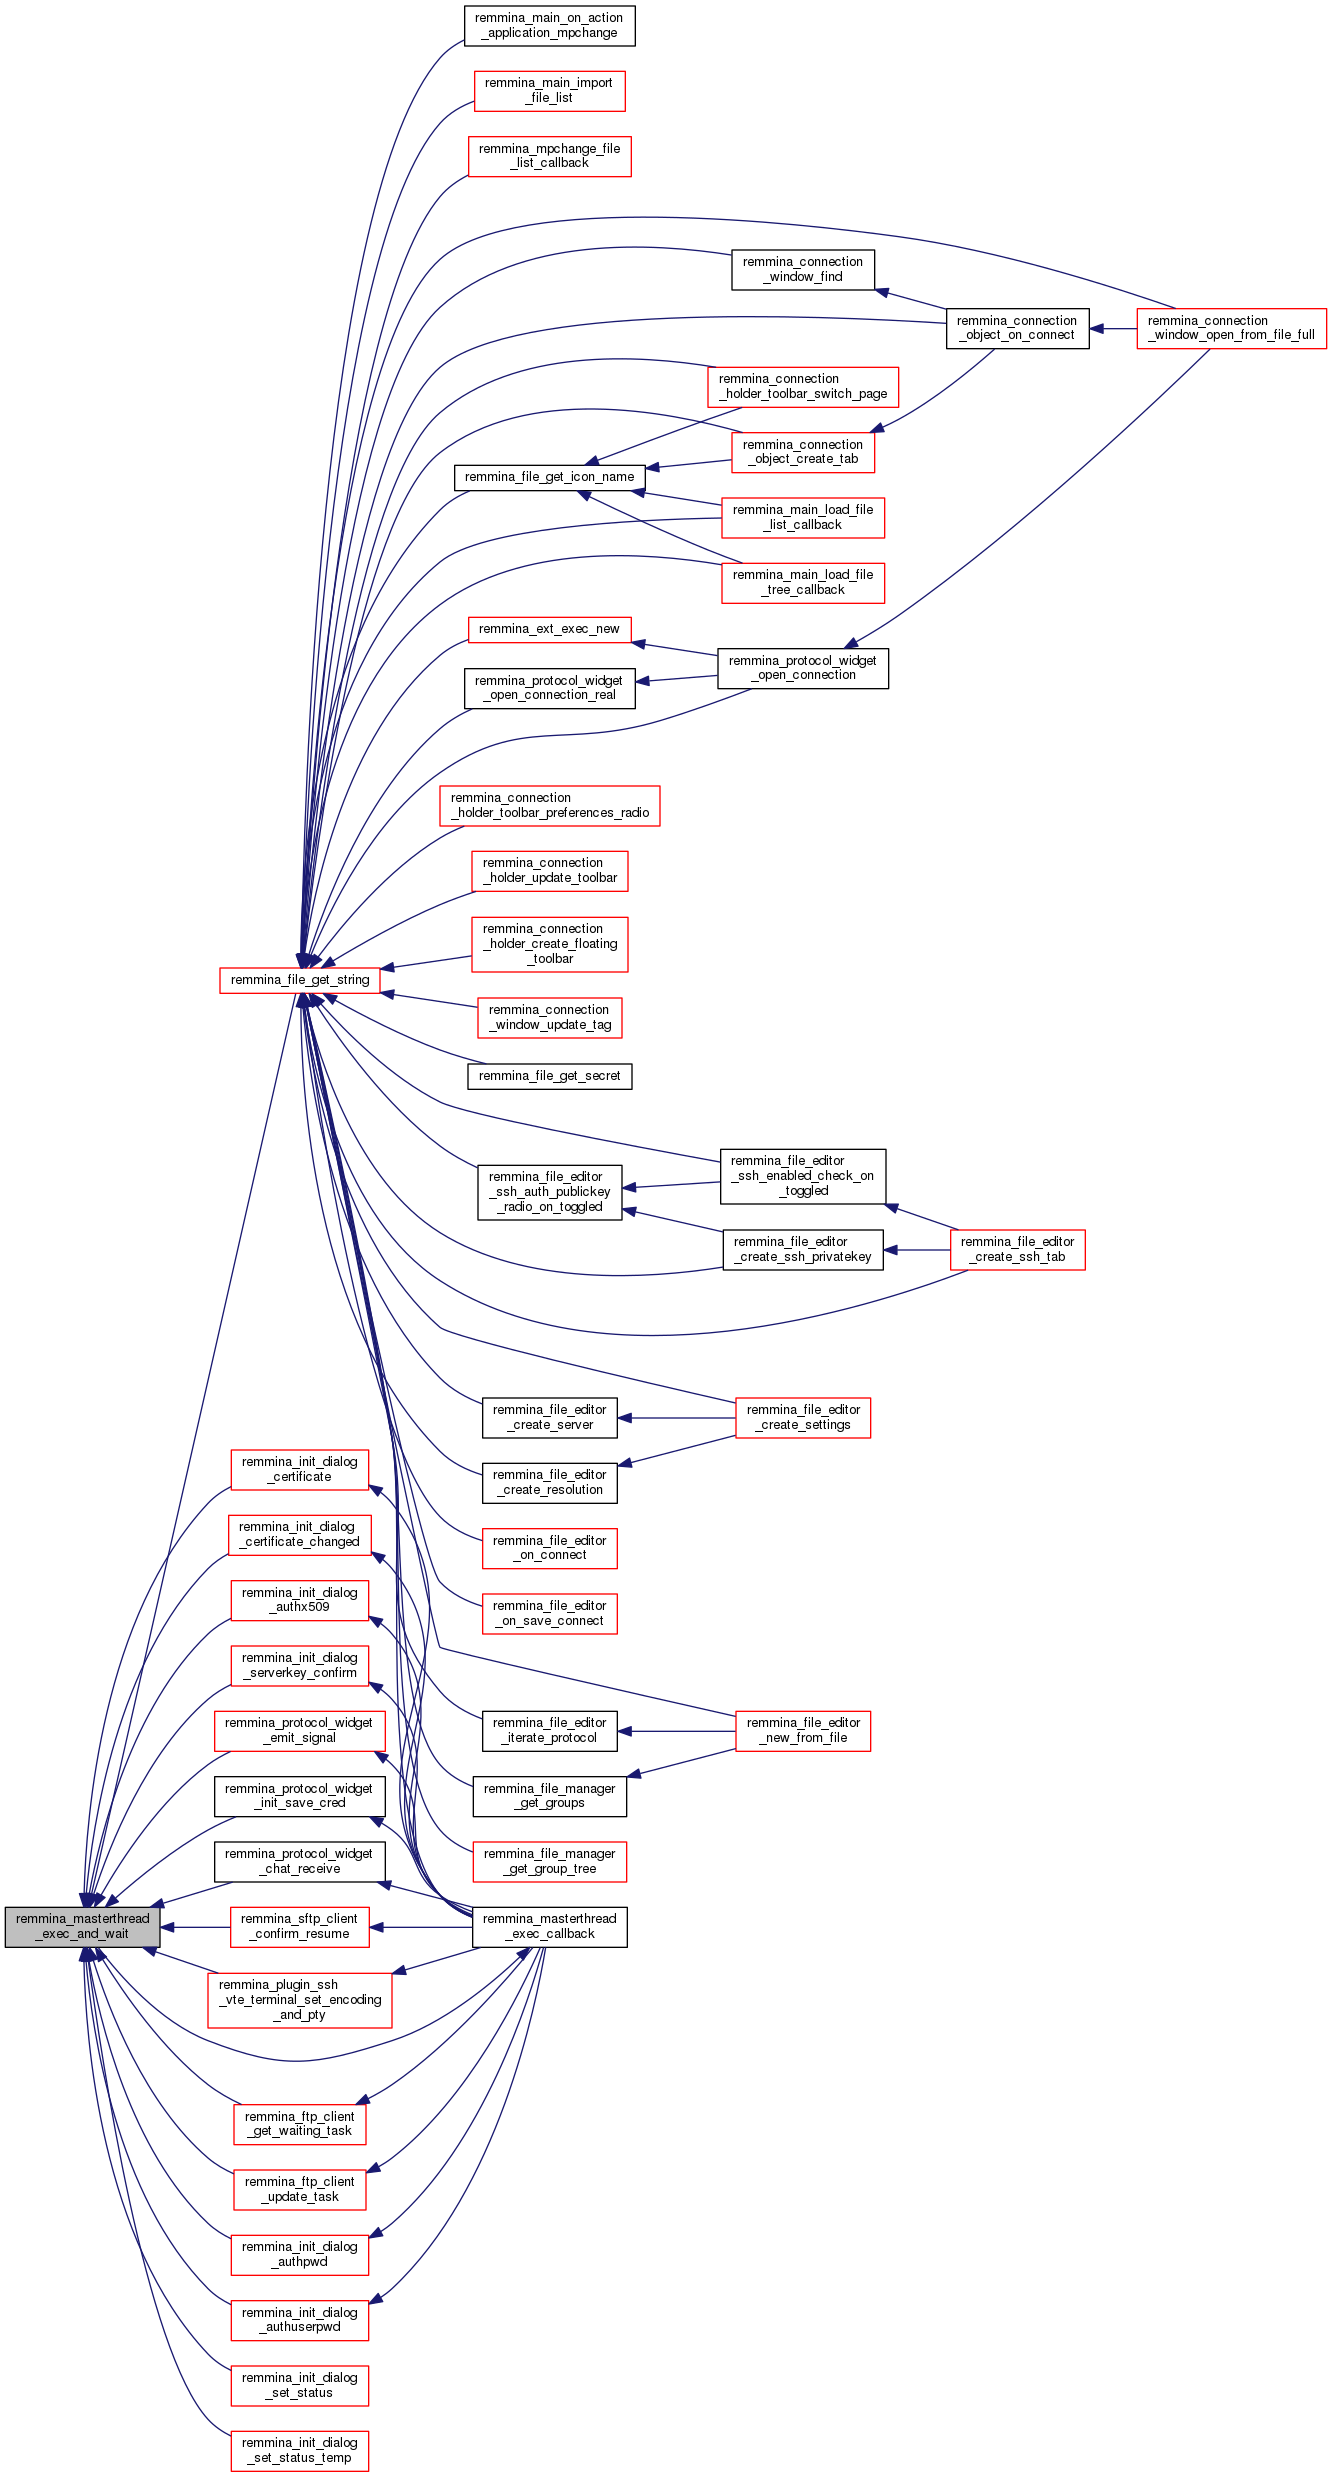 remmina_main_on_action
_application_mpchange
remmina_main_import
_file_list
remmina_mpchange_file
_list_callback
remmina_connection
_window_find
remmina_connection
_object_on_connect
remmina_connection
_window_open_from_file_full
remmina_connection
_holder_toolbar_switch_page
remmina_connection
_object_create_tab
remmina_file_get_icon_name
remmina_main_load_file
_list_callback
remmina_main_load_file
_tree_callback
remmina_ext_exec_new
remmina_protocol_widget
_open_connection
remmina_protocol_widget
_open_connection_real
remmina_connection
_holder_toolbar_preferences_radio
remmina_connection
_holder_update_toolbar
remmina_connection
_holder_create_floating
_toolbar
remmina_file_get_string
remmina_connection
_window_update_tag
remmina_file_get_secret
remmina_file_editor
_ssh_enabled_check_on
_toggled
remmina_file_editor
_ssh_auth_publickey
_radio_on_toggled
remmina_file_editor
_create_ssh_privatekey
remmina_file_editor
_create_ssh_tab
remmina_file_editor
_create_server
remmina_file_editor
_create_settings
remmina_init_dialog
_certificate
remmina_file_editor
_create_resolution
remmina_init_dialog
_certificate_changed
remmina_file_editor
_on_connect
remmina_init_dialog
_authx509
remmina_file_editor
_on_save_connect
remmina_init_dialog
_serverkey_confirm
remmina_protocol_widget
_emit_signal
remmina_file_editor
_iterate_protocol
remmina_file_editor
_new_from_file
remmina_protocol_widget
_init_save_cred
remmina_file_manager
_get_groups
remmina_protocol_widget
_chat_receive
remmina_file_manager
_get_group_tree
remmina_masterthread
_exec_and_wait
remmina_sftp_client
_confirm_resume
remmina_masterthread
_exec_callback
remmina_plugin_ssh
_vte_terminal_set_encoding
_and_pty
remmina_ftp_client
_get_waiting_task
remmina_ftp_client
_update_task
remmina_init_dialog
_authpwd
remmina_init_dialog
_authuserpwd
remmina_init_dialog
_set_status
remmina_init_dialog
_set_status_temp